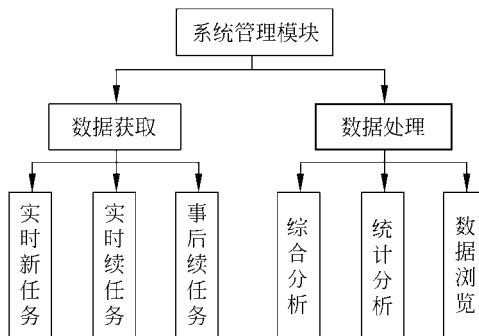 系统管理模块
数据获取
数据处理
实时新任务
实时续任务
事后续任务
综合分析
统计分析
数据浏览